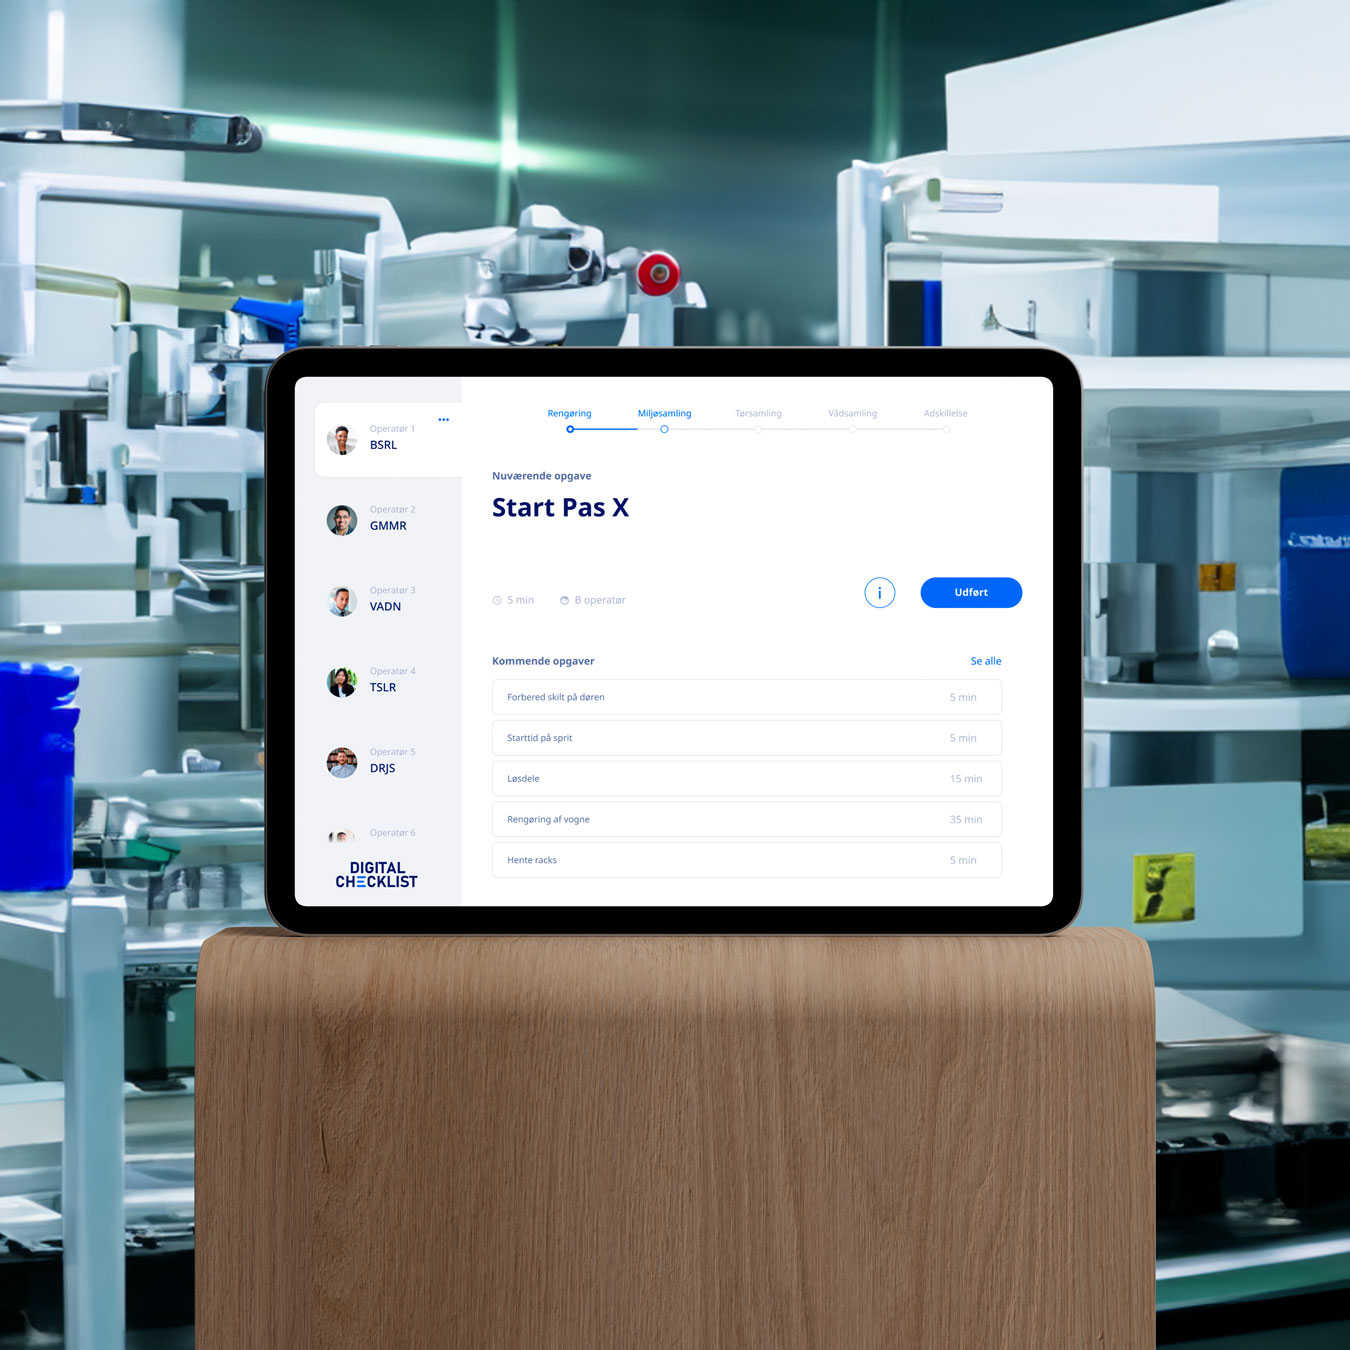 Operatør 1
BSRL
Operatør 2
GMMR
Operatør 3
VADN
Operatør 4
TSLR
Operatør 5
DRJS
Operatør 6
DIGITAL
CHECKLIST
Rengøring Miljøsamling Tørsamling Vådsamling Adskillelse
Nuværende opgave
Start Pas X
5 min B operatør
i
Udført
Kommende opgaver Se alle
Forbered skilt på døren 5 min
Starttid på sprit 5 min
Løsdele 15 min
Rengøring af vogne 35 min
Hente racks 5 min